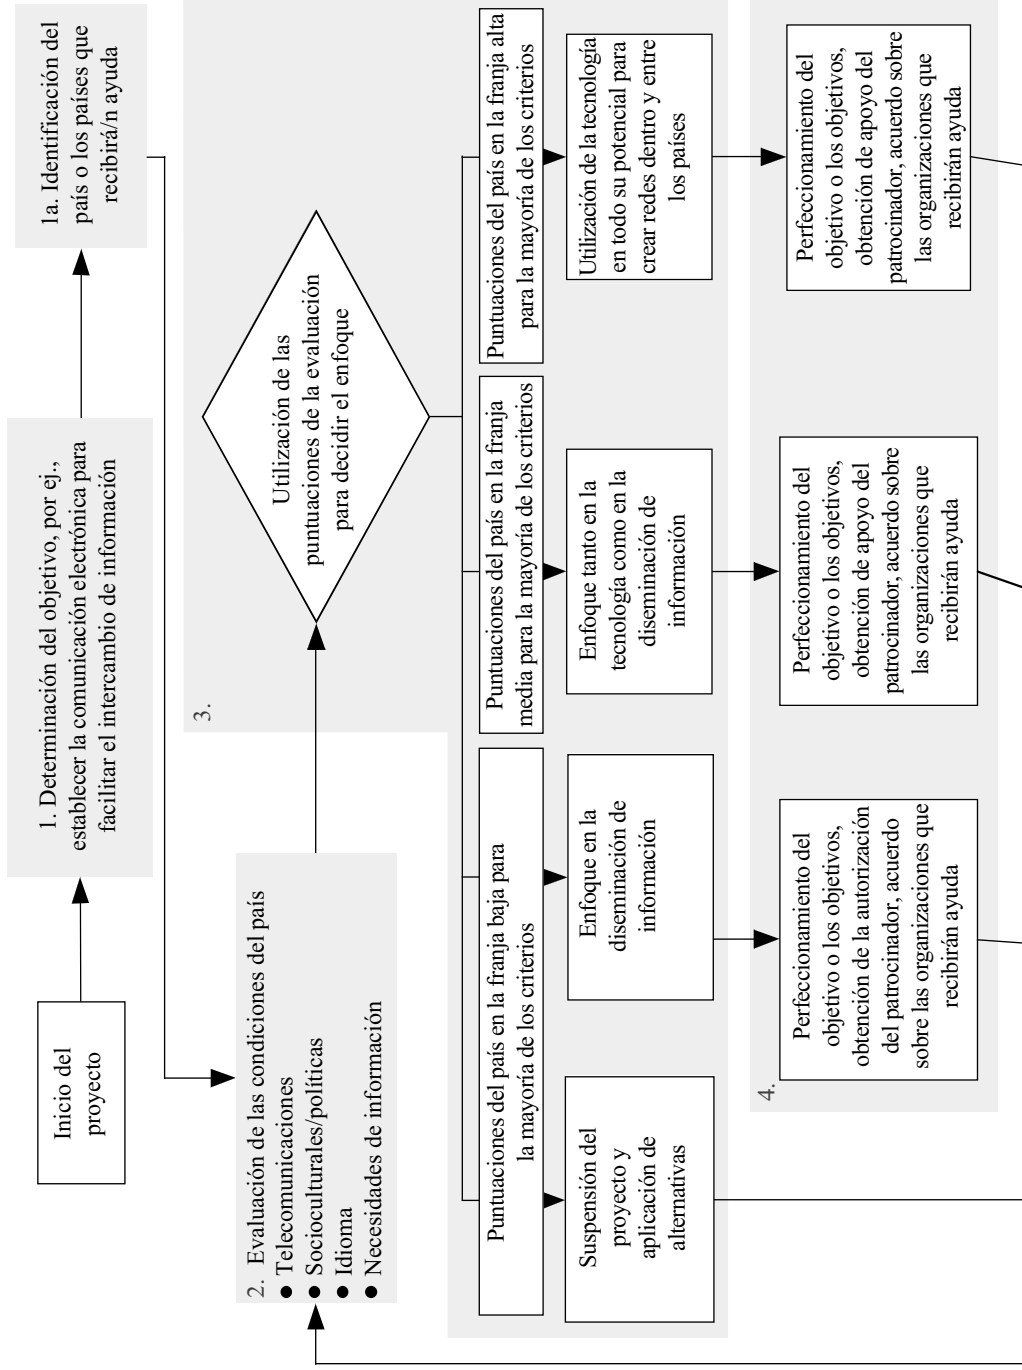 Inicio del
proyecto
1. Determinación del objetivo, por ej.,
establecer la comunicación electrónica para
facilitar el intercambio de información
1a. Identificación del
país o los países que
recibirá/n ayuda
2. Evaluación de las condiciones del país
● Telecomunicaciones
● Socioculturales/políticas
● Idioma
● Necesidades de información
3.
Utilización de las
puntuaciones de la evaluación
para decidir el enfoque
Puntuaciones del país en la franja baja para
la mayoría de los criterios
Puntuaciones del país en la franja
media para la mayoría de los criterios
Puntuaciones del país en la franja alta
para la mayoría de los criterios
Suspensión del
proyecto y
aplicación de
alternativas
Enfoque en la
diseminación de
información
Enfoque tanto en la
tecnología como en la
diseminación de
información
Utilización de la tecnología
en todo su potencial para
crear redes dentro y entre
los países
4.
Perfeccionamiento del
objetivo o los objetivos,
obtención de la autorización
del patrocinador, acuerdo
sobre las organizaciones que
recibirán ayuda
Perfeccionamiento del
objetivo o los objetivos,
obtención de apoyo del
patrocinador, acuerdo sobre
las organizaciones que
recibirán ayuda
Perfeccionamiento del
objetivo o los objetivos,
obtención de apoyo del
patrocinador, acuerdo sobre
las organizaciones que
recibirán ayuda